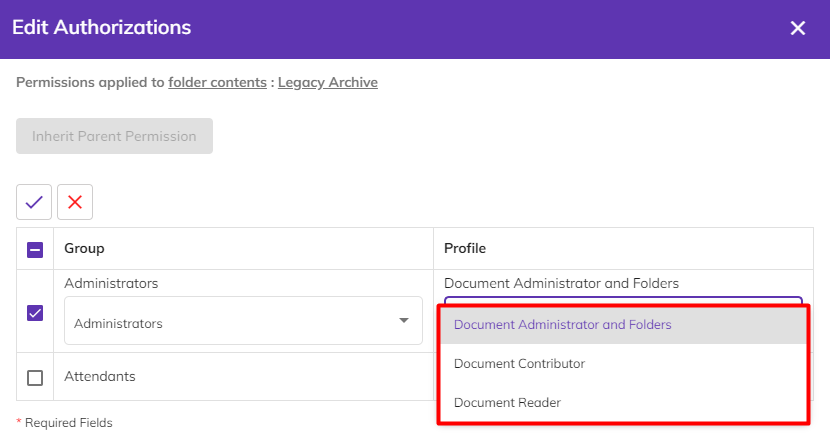 Edit Authorizations
Permissions applied to folder contents : Legacy Archive
Inherit Parent Permission
Group Profile
Administrators Document Administrator and Folders
Administrators Document Administrator and Folders
Document Contributor
Attendants
Document Reader
* Required Fields